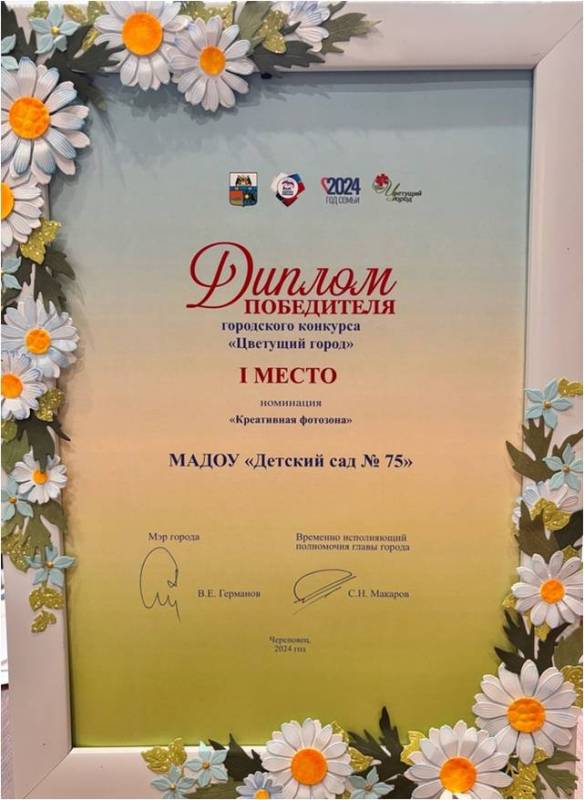 2024
ГОД СЕМЬИ
Цветущий
город
Диплом
ПОБЕДИТЕЛЯ
городского конкурса
«Цветущий город»
I МЕСТО
номинация
«Креативная фотозона»
МАДОУ «Детский сад № 75»
Мэр города
Временно исполняющий
полномочия главы города
В.Е. Германов
С.Н. Макаров
Череповец,
2024 год